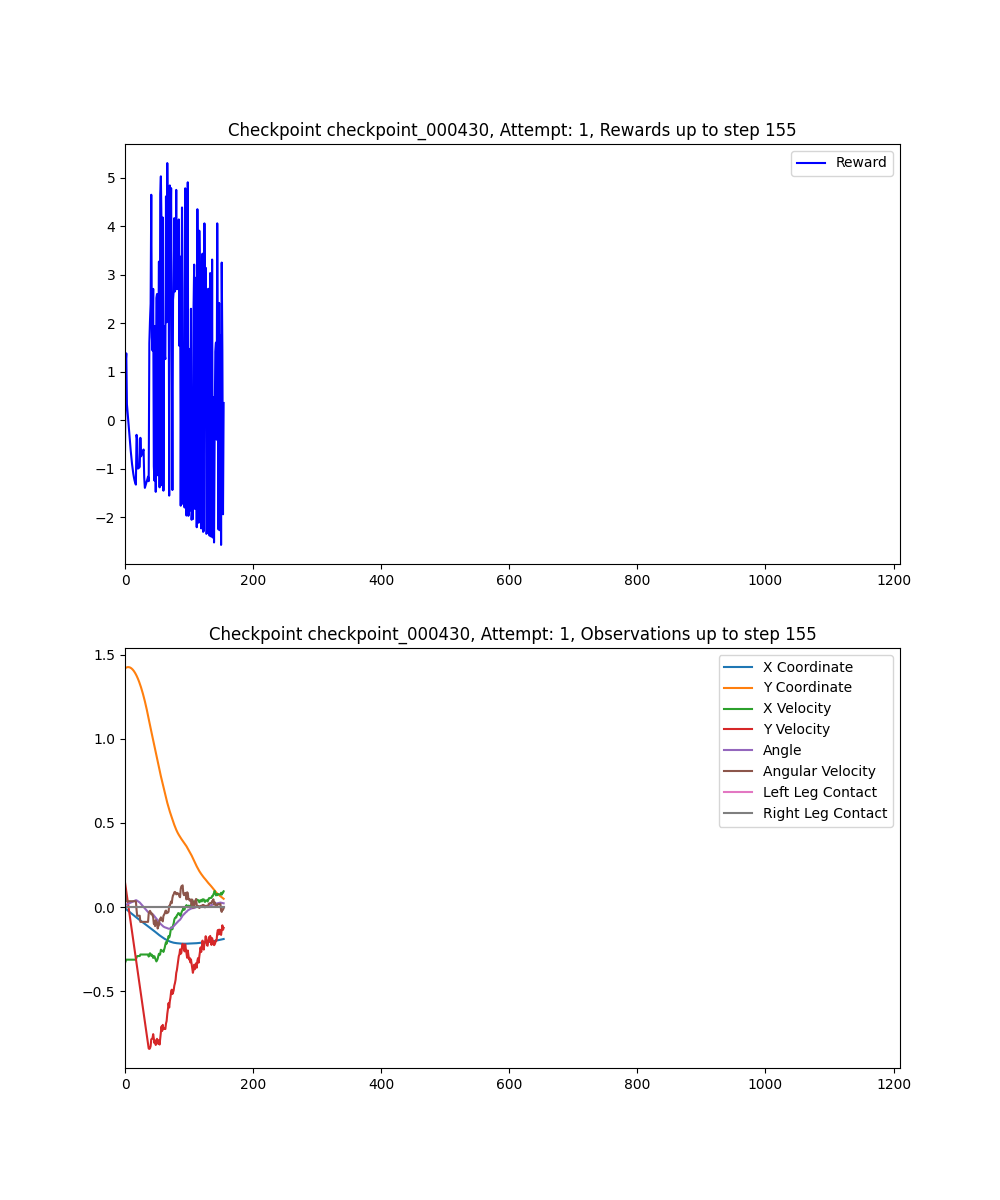 Checkpoint checkpoint_000430, Attempt: 1, Rewards up to step 155
Reward
5
4
3
2
1
0
−1
−2
0 200 400 600 800 1000 1200
Checkpoint checkpoint_000430, Attempt: 1, Observations up to step 155
X Coordinate
Y Coordinate
X Velocity
Y Velocity
Angle
Angular Velocity
Left Leg Contact
Right Leg Contact
1.5
1.0
0.5
0.0
−0.5
0 200 400 600 800 1000 1200